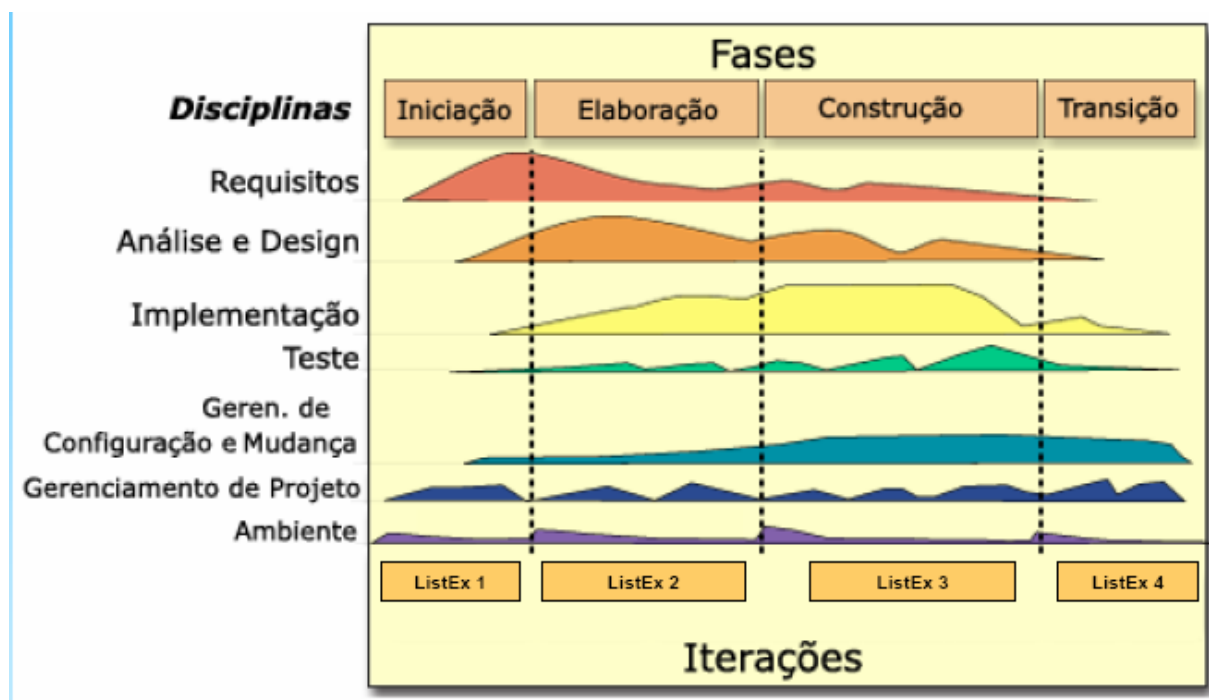 Fases
Disciplinas
Iniciação
Elaboração
Construção
Transição
Requisitos
Análise e Design
Implementação
Teste
Geren. de
Configuração e Mudança
Gerenciamento de Projeto
Ambiente
ListEx 1
ListEx 2
ListEx 3
ListEx 4
Iterações